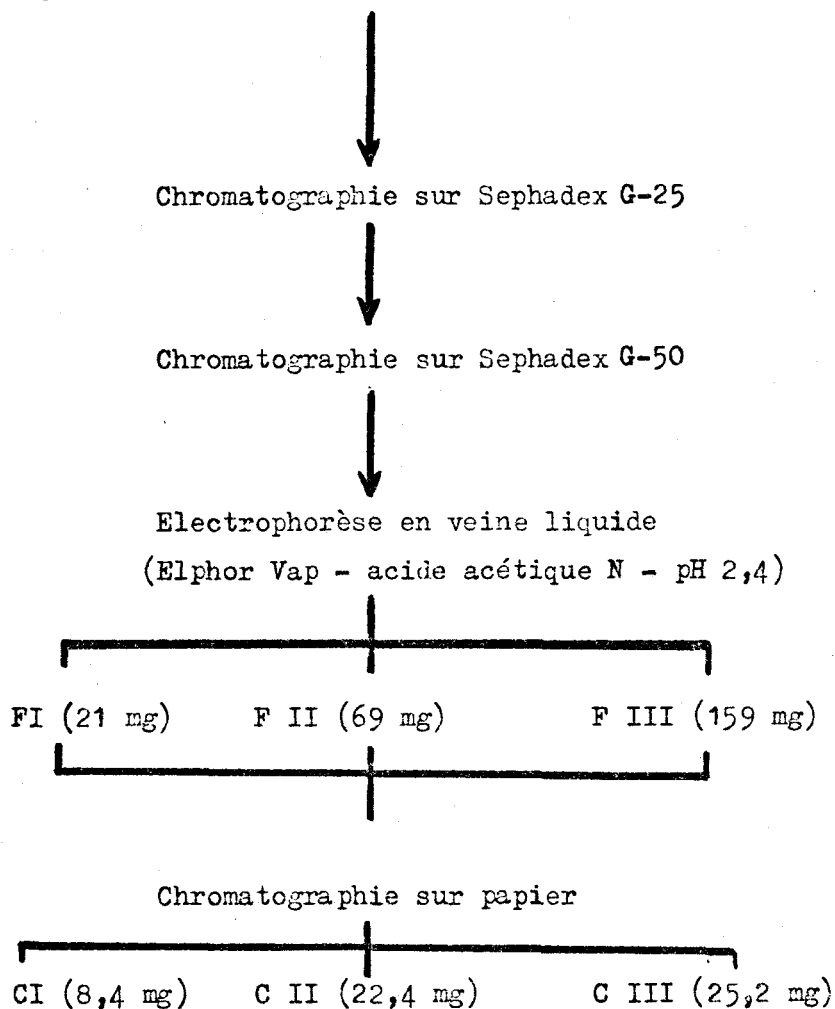 Chromatographie sur Sephadex G-25
Chromatographie sur Sephadex G-50
Electrophorèse en veine liquide
(Elphor Vap - acide acétique N - pH 2,4)
FI (21 mg) F II (69 mg) F III (159 mg)
Chromatographie sur papier
CI (8,4 mg) C II (22,4 mg) C III (25,2 mg)